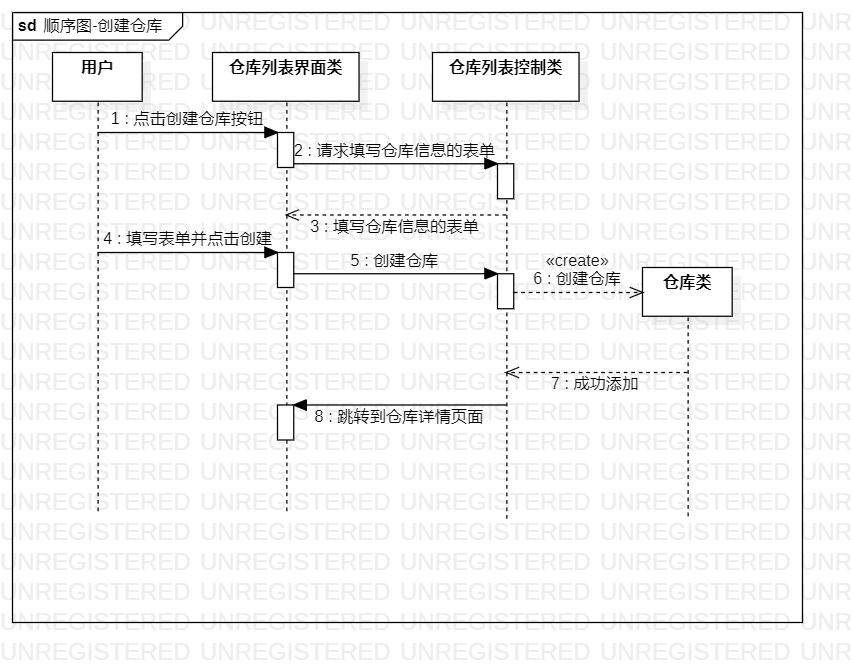 sd 顺序图-创建仓库
用户
仓库列表界面类
仓库列表控制类
1 : 点击创建仓库按钮
2 : 请求填写仓库信息的表单
3 : 填写仓库信息的表单
4 : 填写表单并点击创建
5 : 创建仓库
«create»
6 : 创建仓库
仓库类
7 : 成功添加
8 : 跳转到仓库详情页面
UNREGISTERED UNREGISTERED UNREGISTERED UNREGISTERED UNR